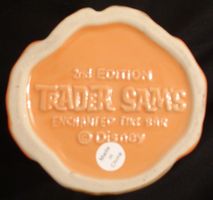 3rd EDITION
TRADER SAM'S
ENCHANTED TIKI BAR
© Disney
Made in
China